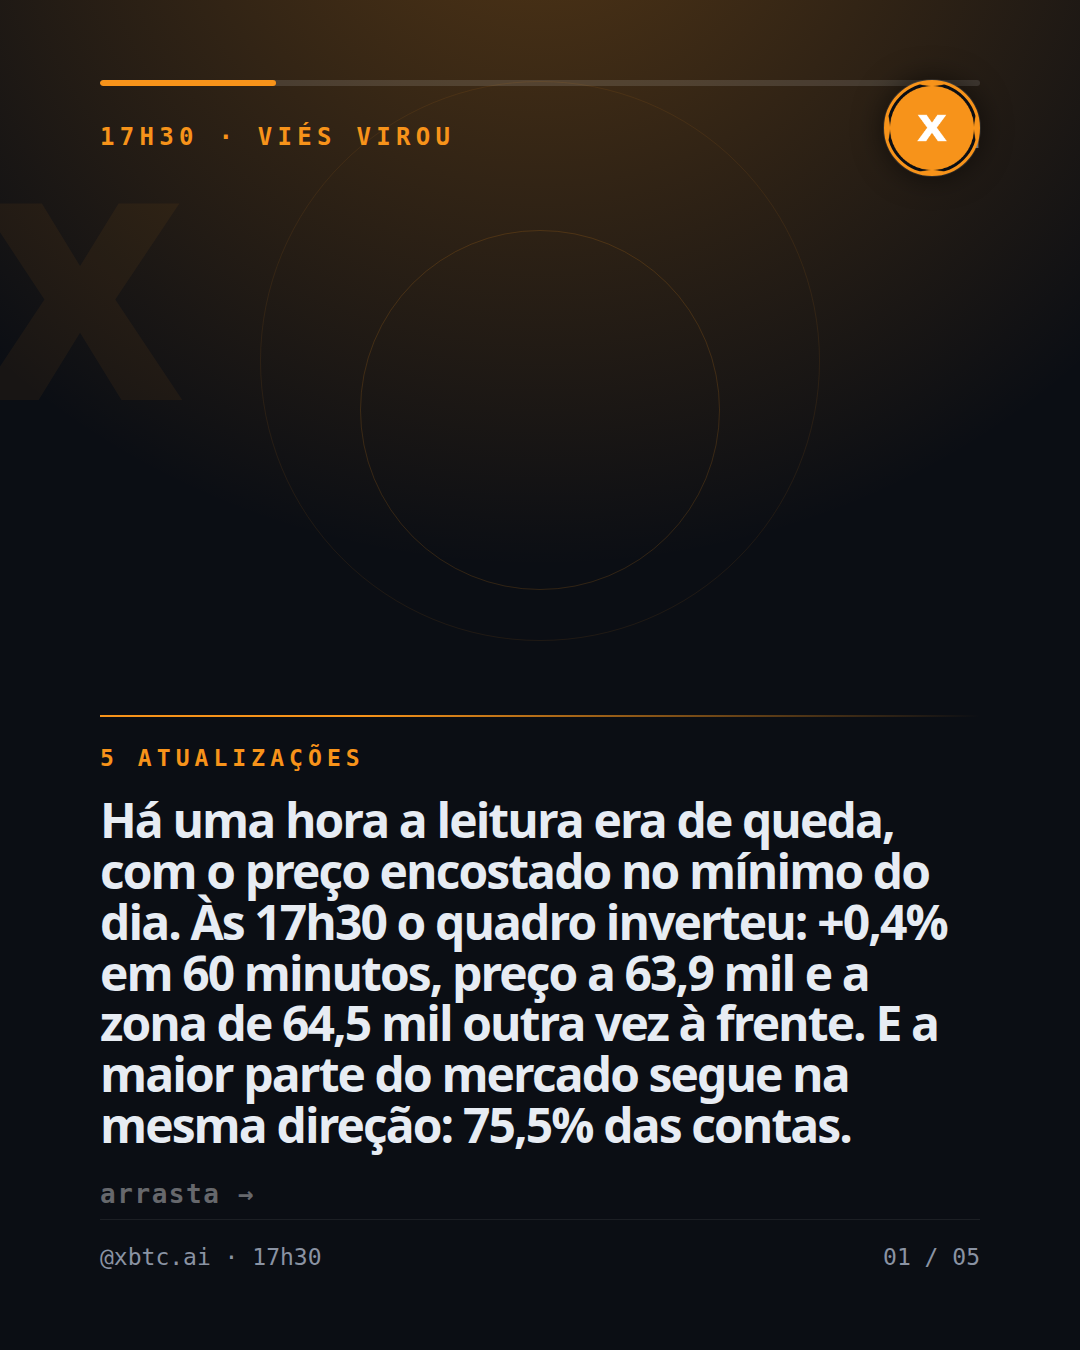 17H30 · VIÉS VIROU
X
X
5 ATUALIZAÇÕES
Há uma hora a leitura era de queda,
com o preço encostado no mínimo do
dia. Às 17h30 o quadro inverteu: +0,4%
em 60 minutos, preço a 63,9 mil e a
zona de 64,5 mil outra vez à frente. E a
maior parte do mercado segue na
mesma direção: 75,5% das contas.
arrasta →
@xbtc.ai · 17h30
01 / 05